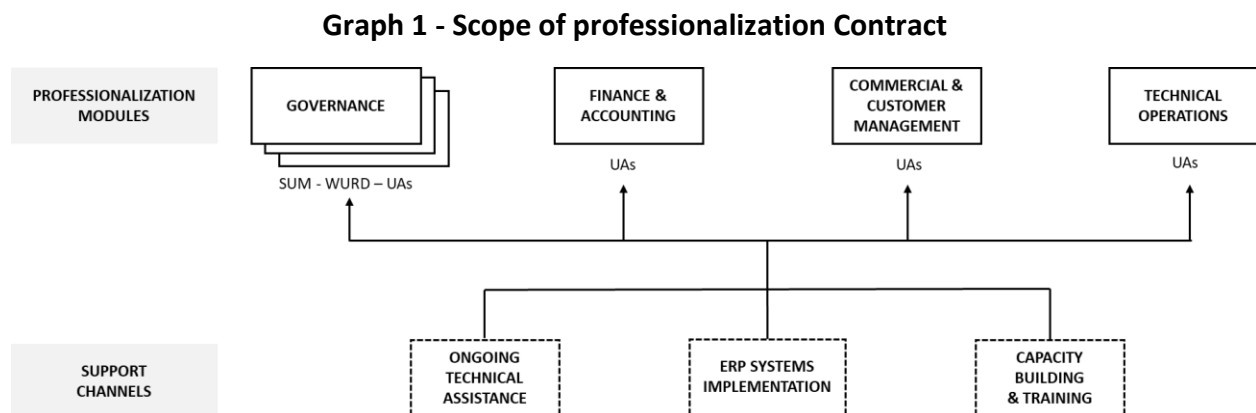 Graph 1 - Scope of professionalization Contract
PROFESSIONALIZATION
MODULES
GOVERNANCE
SUM - WURD – UAs
FINANCE &
ACCOUNTING
UAs
COMMERCIAL &
CUSTOMER
MANAGEMENT
UAs
TECHNICAL
OPERATIONS
UAs
SUPPORT
CHANNELS
ONGOING
TECHNICAL
ASSISTANCE
ERP SYSTEMS
IMPLEMENTATION
CAPACITY
BUILDING
& TRAINING